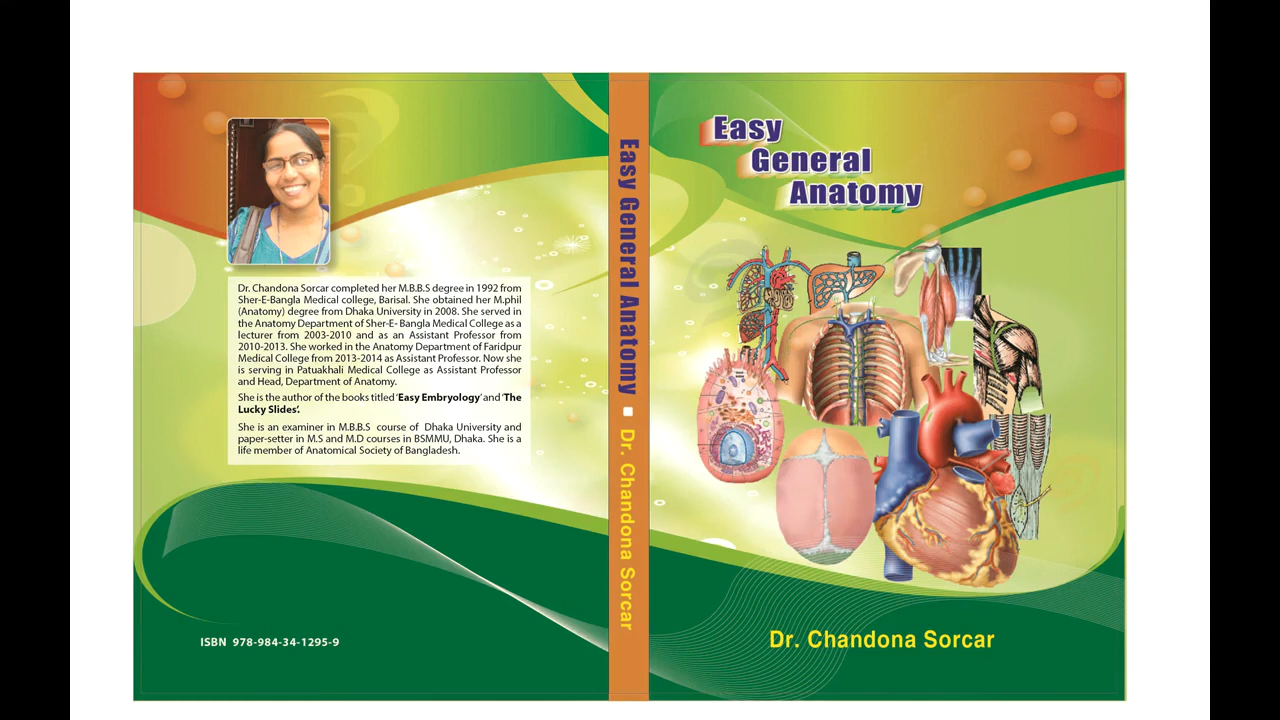 Dr. Chandona Sorcar completed her M.B.B.S degree in 1992 from
Sher-E-Bangla Medical college, Barisal. She obtained her M.phil
(Anatomy) degree from Dhaka University in 2008. She served in
the Anatomy Department of Sher-E- Bangla Medical College as a
lecturer from 2003-2010 and as an Assistant Professor from
2010-2013. She worked in the Anatomy Department of Faridpur
Medical College from 2013-2014 as Assistant Professor. Now she
is serving in Patuakhali Medical College as Assistant Professor
and Head, Department of Anatomy.
She is the author of the books titled 'Easy Embryology' and 'The
Lucky Slides'.
She is an examiner in M.B.B.S course of Dhaka University and
paper-setter in M.S and M.D courses in BSMMU, Dhaka. She is a
life member of Anatomical Society of Bangladesh.
ISBN 978-984-34-1295-9
Easy General Anatomy ■ Dr. Chandona Sorcar
Easy
General
Anatomy
Dr. Chandona Sorcar